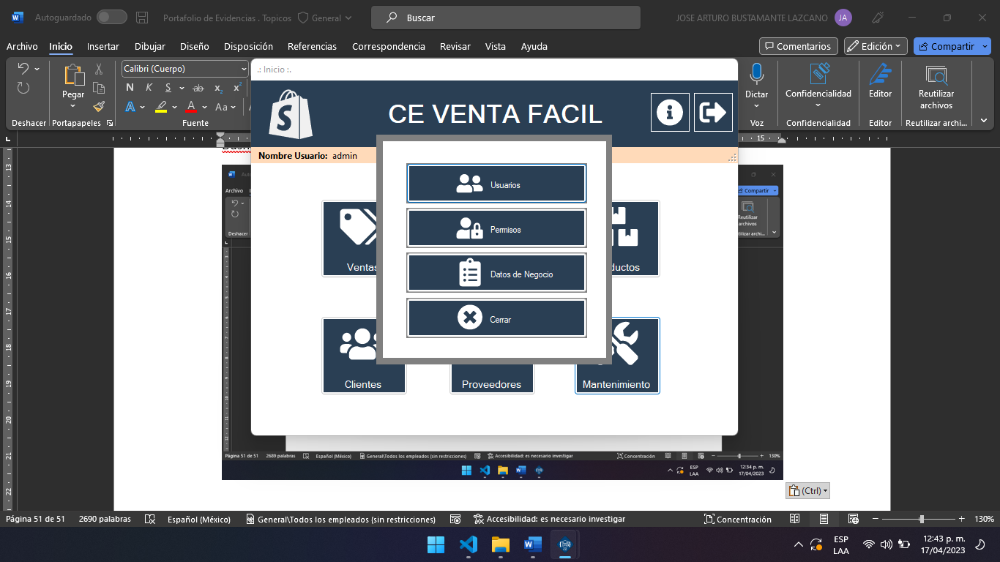 Autoguardado
Portafolio de Evidencias . Topicos
General
Buscar
JOSE ARTURO BUSTAMANTE LAZCANO
JA
Archivo Inicio Insertar Dibujar Diseño Disposición Referencias Correspondencia Revisar Vista Ayuda
Comentarios
Edición
Compartir
Calibri (Cuerpo)
Pegar
N K S ab x₂ x²
Aa
Deshacer
Portapapeles
Fuente
Dictar
Voz
Confidencialidad
Confidencialidad
Editor
Editor
Reutilizar
archivos
Reutilizar archi...
.: Inicio :.
S
CE VENTA FACIL
Nombre Usuario: admin
Usuarios
Permisos
Datos de Negocio
Cerrar
Ventas
Clientes
Proveedores
Mantenimiento
Archivo
Deshacer
Compartir
Reutilizar
archivos
Página 51 de 51 2689 palabras Español (México) General\Todos los empleados (sin restricciones) Accesibilidad: es necesario investigar Concentración 130%
ESP
LAA
12:34 p. m.
17/04/2023
(Ctrl)
Página 51 de 51 2690 palabras Español (México) General\Todos los empleados (sin restricciones) Accesibilidad: es necesario investigar Concentración 130%
ESP
LAA
12:43 p. m.
17/04/2023